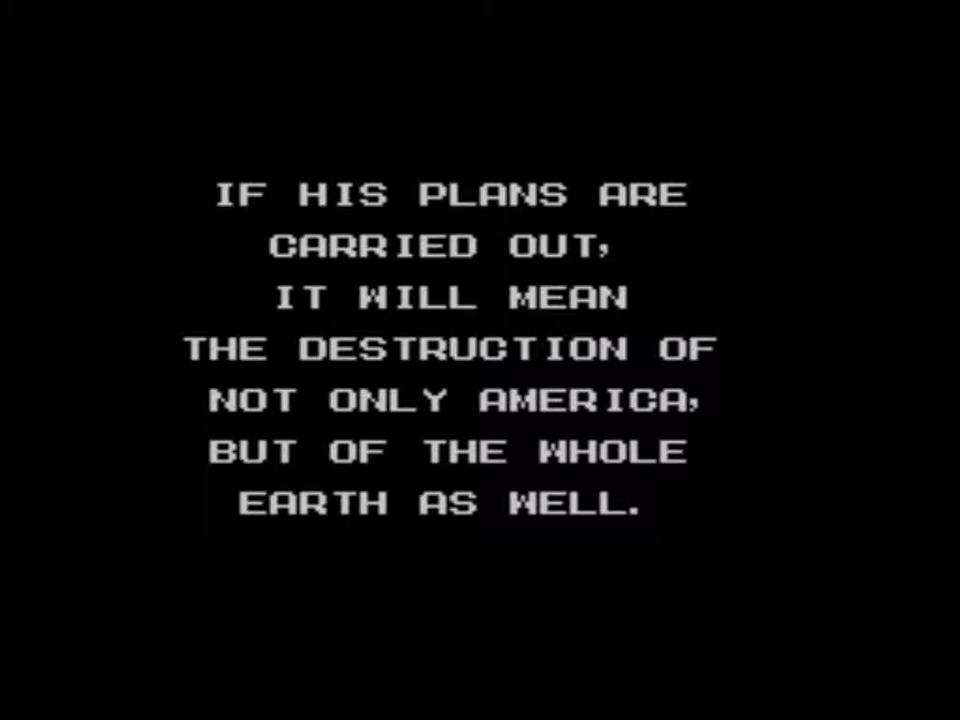 IF HIS PLANS ARE
CARRIED OUT,
IT WILL MEAN
THE DESTRUCTION OF
NOT ONLY AMERICA,
BUT OF THE WHOLE
EARTH AS WELL.